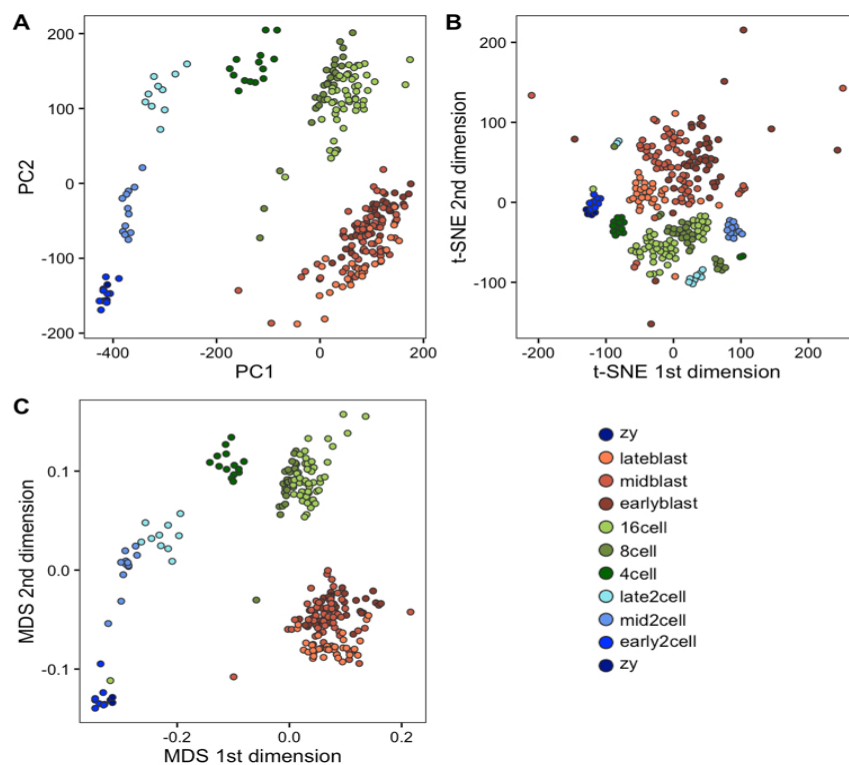 A
200
100
0
-100
-200
PC2
-400
-200
0
200
PC1
B
200
100
0
-100
t-SNE 2nd dimension
-200
-100
0
100
200
t-SNE 1st dimension
C
0.1
0.0
-0.1
MDS 2nd dimension
-0.2
0.0
0.2
MDS 1st dimension
zy
lateblast
midblast
earlyblast
16cell
8cell
4cell
late2cell
mid2cell
early2cell
zy